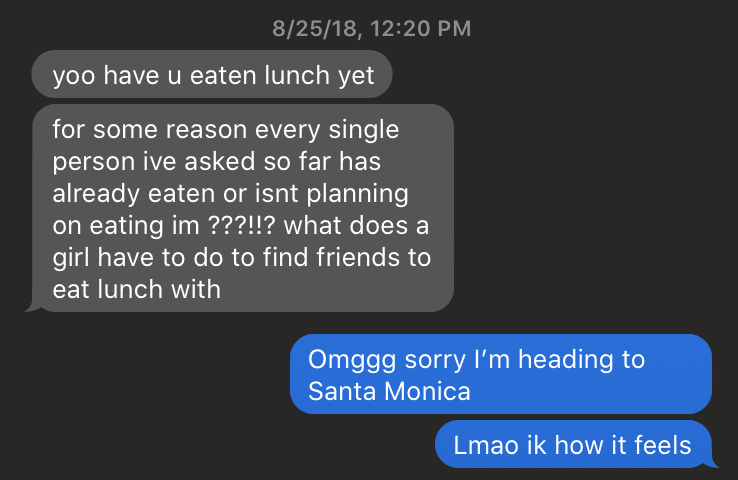 8/25/18, 12:20 PM
yoo have u eaten lunch yet
for some reason every single
person ive asked so far has
already eaten or isnt planning
on eating im ???!!? what does a
girl have to do to find friends to
eat lunch with
Omggg sorry I’m heading to
Santa Monica
Lmao ik how it feels